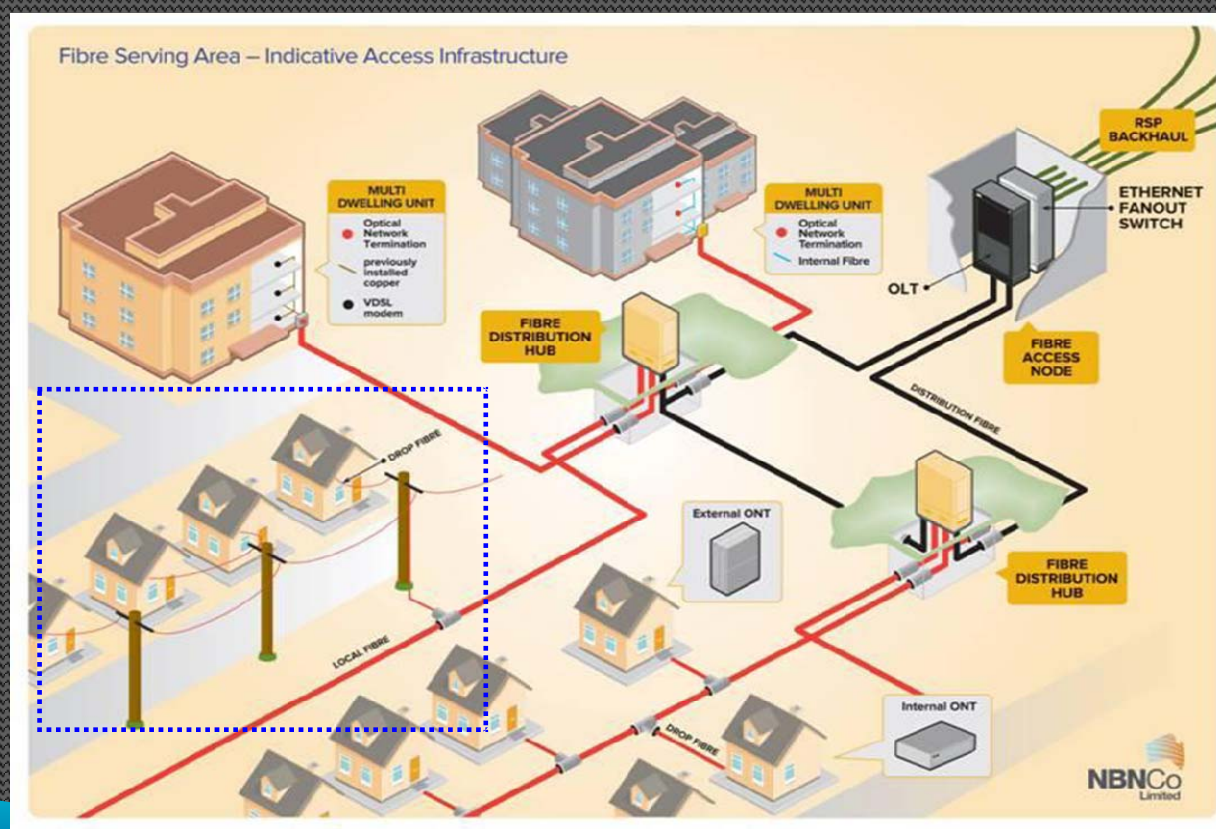 Fibre Serving Area – Indicative Access Infrastructure
RSP
BACKHAUL
MULTI
DWELLING UNIT
Optical
Network
Termination
previously
installed
copper
VDSL
modem
MULTI
DWELLING UNIT
Optical
Network
Termination
Internal Fibre
ETHERNET
FANOUT
SWITCH
OLT
FIBRE
DISTRIBUTION
HUB
FIBRE
ACCESS
NODE
DISTRIBUTION FIBRE
DROP FIBRE
External ONT
FIBRE
DISTRIBUTION
HUB
LOCAL FIBRE
Internal ONT
DROP FIBRE
NBNCo
Limited